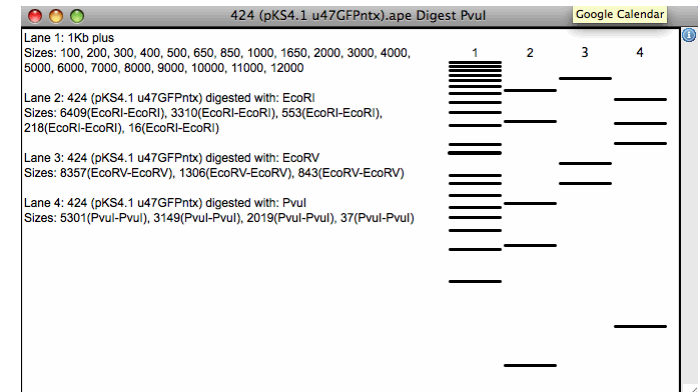 424 (pKS4.1 u47GFPntx).ape Digest PvuI
Google Calendar
Lane 1: 1Kb plus
Sizes: 100, 200, 300, 400, 500, 650, 850, 1000, 1650, 2000, 3000, 4000,
5000, 6000, 7000, 8000, 9000, 10000, 11000, 12000
1 2 3 4
Lane 2: 424 (pKS4.1 u47GFPntx) digested with: EcoRI
Sizes: 6409(EcoRI-EcoRI), 3310(EcoRI-EcoRI), 553(EcoRI-EcoRI),
218(EcoRI-EcoRI), 16(EcoRI-EcoRI)
Lane 3: 424 (pKS4.1 u47GFPntx) digested with: EcoRV
Sizes: 8357(EcoRV-EcoRV), 1306(EcoRV-EcoRV), 843(EcoRV-EcoRV)
Lane 4: 424 (pKS4.1 u47GFPntx) digested with: PvuI
Sizes: 5301(PvuI-PvuI), 3149(PvuI-PvuI), 2019(PvuI-PvuI), 37(PvuI-PvuI)